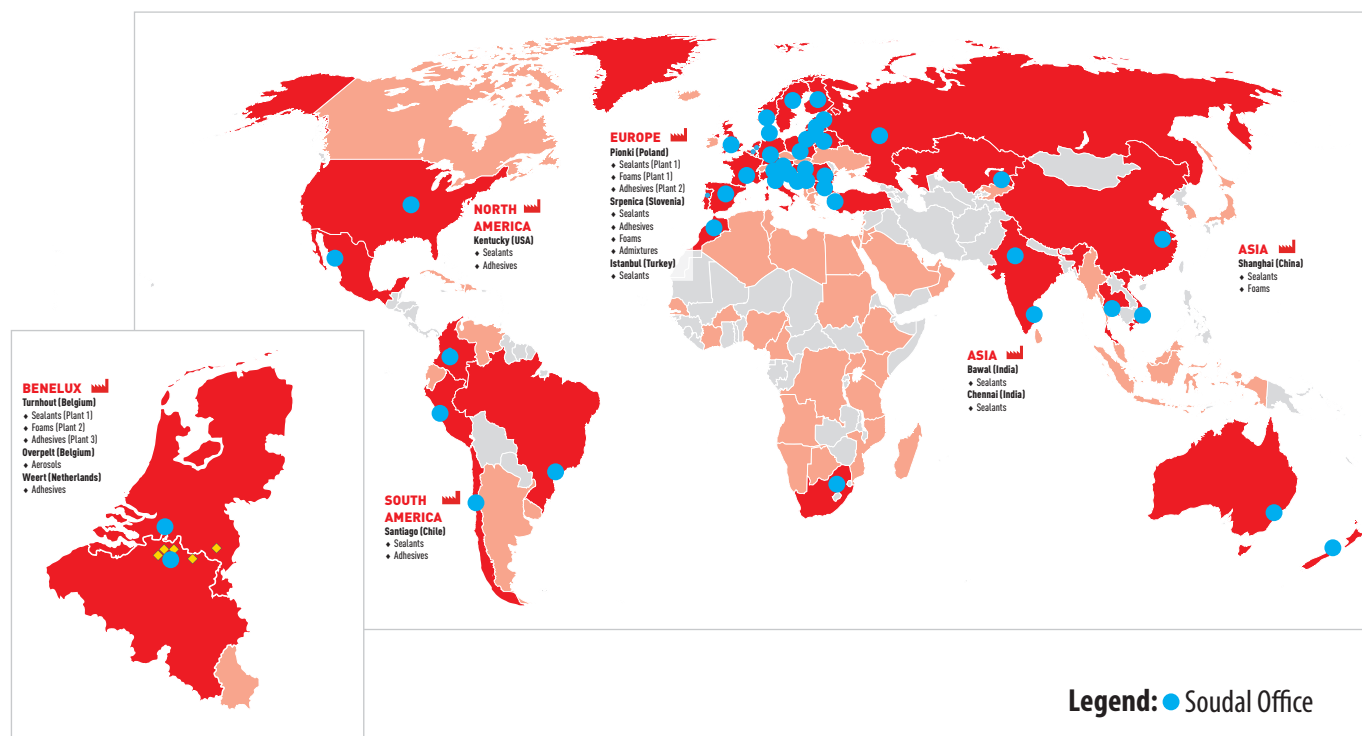 EUROPE
Pionki (Poland)
♦ Sealants (Plant 1)
♦ Foams (Plant 1)
♦ Adhesives (Plant 2)
Srpenica (Slovenia)
♦ Sealants
♦ Adhesives
♦ Foams
♦ Admixtures
Istanbul (Turkey)
♦ Sealants
NORTH
AMERICA
Kentucky (USA)
♦ Sealants
♦ Adhesives
ASIA
Shanghai (China)
♦ Sealants
♦ Foams
ASIA
Bawal (India)
♦ Sealants
Chennai (India)
♦ Sealants
BENELUX
Turnhout (Belgium)
♦ Sealants (Plant 1)
♦ Foams (Plant 2)
♦ Adhesives (Plant 3)
Overpelt (Belgium)
♦ Aerosols
Weert (Netherlands)
♦ Adhesives
SOUTH
AMERICA
Santiago (Chile)
♦ Sealants
♦ Adhesives
Legend: Soudal Office